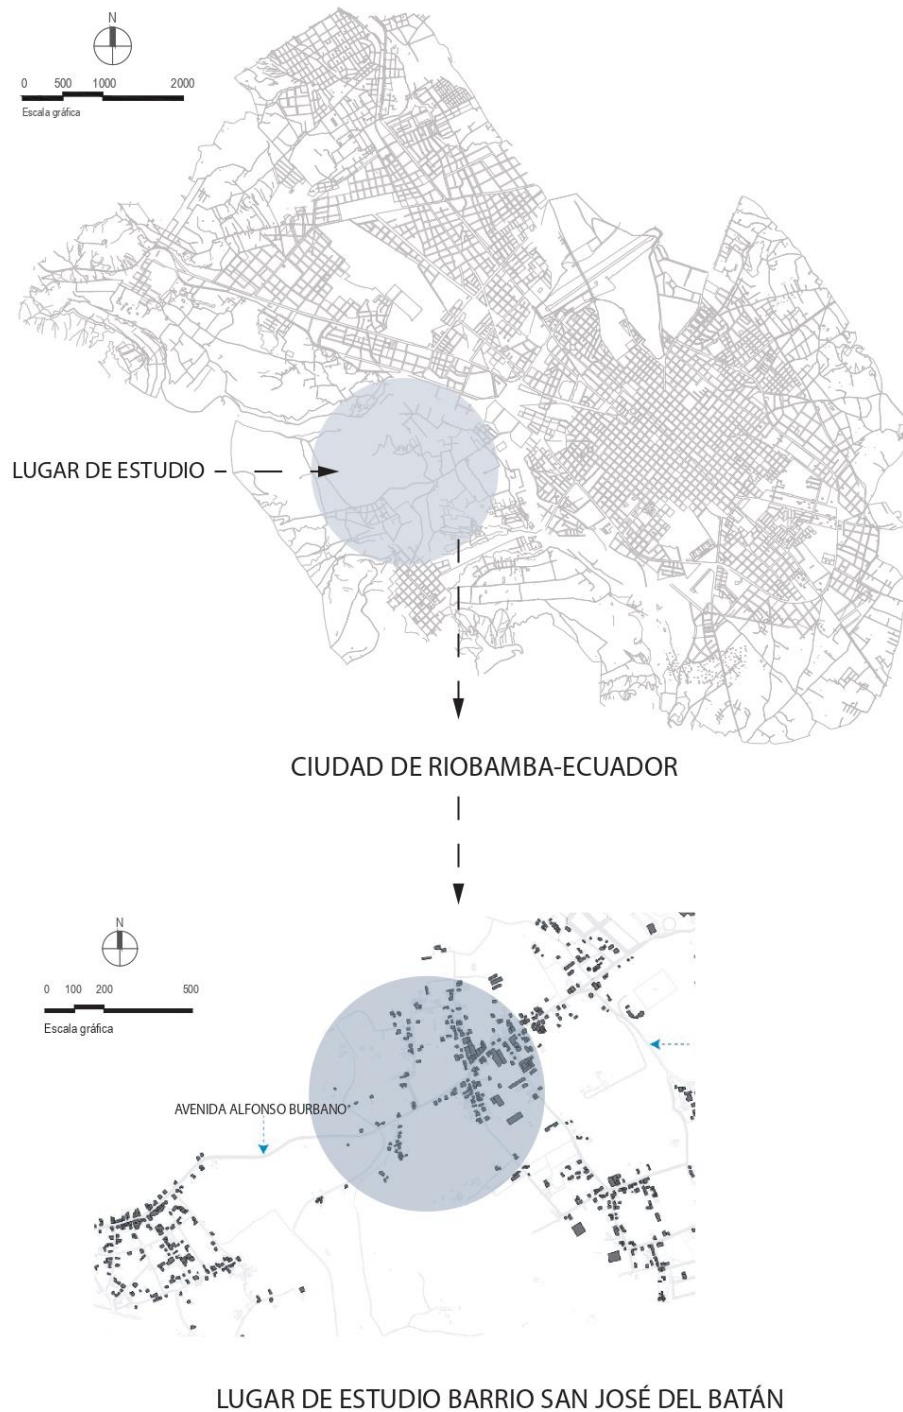 N
0 500 1000 2000
Escala gráfica
LUGAR DE ESTUDIO
CIUDAD DE RIOBAMBA-ECUADOR
N
0 100 200 500
Escala gráfica
AVENIDA ALFONSO BURBANO
LUGAR DE ESTUDIO BARRIO SAN JOSÉ DEL BATÁN